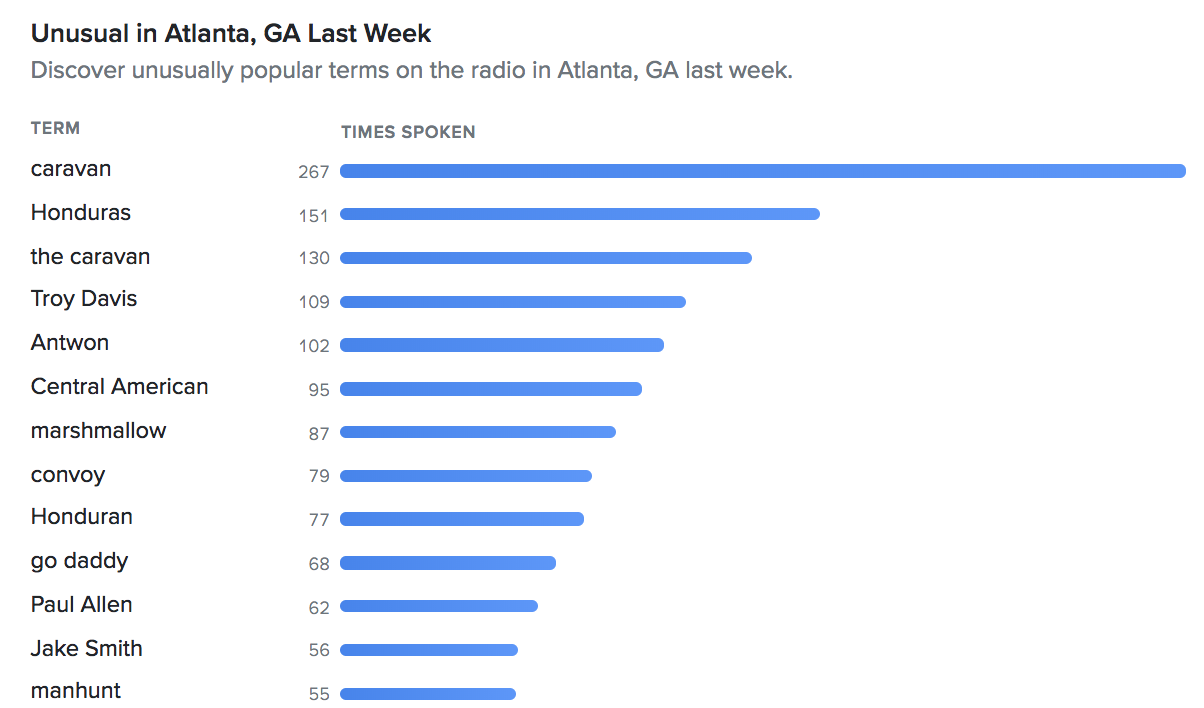 Unusual in Atlanta, GA Last Week
Discover unusually popular terms on the radio in Atlanta, GA last week.
TERM TIMES SPOKEN
caravan 267
Honduras 151
the caravan 130
Troy Davis 109
Antwon 102
Central American 95
marshmallow 87
convoy 79
Honduran 77
go daddy 68
Paul Allen 62
Jake Smith 56
manhunt 55